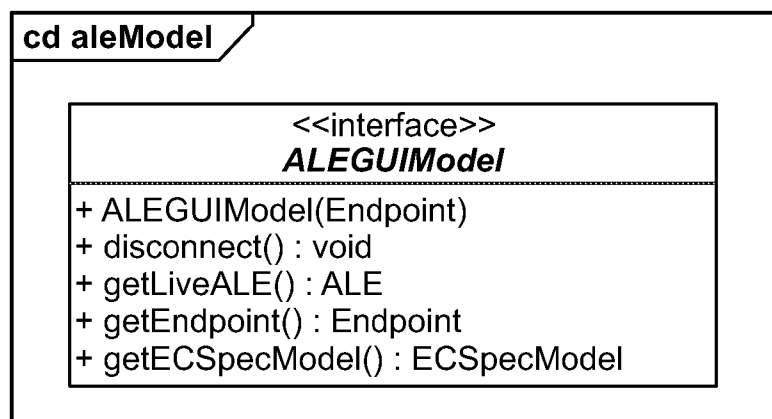 cd aleModel
<<interface>>
ALEGUIModel
+ ALEGUIModel(Endpoint)
+ disconnect() : void
+ getLiveALE() : ALE
+ getEndpoint() : Endpoint
+ getECSpecModel() : ECSpecModel